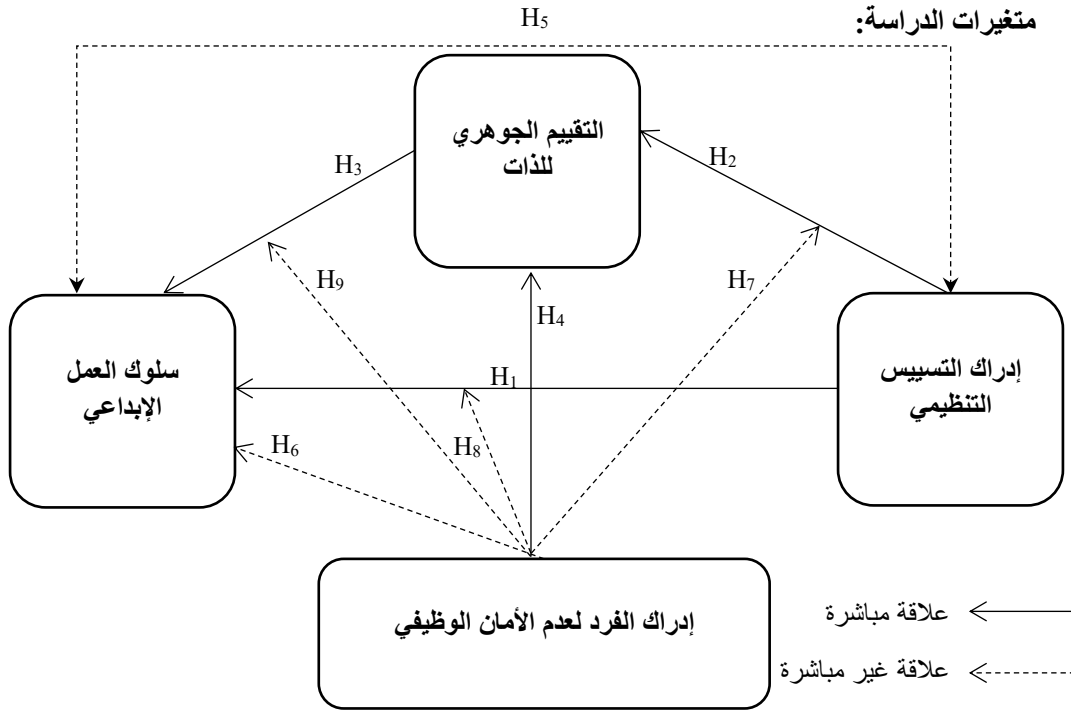 متغيرات الدراسة:
H5
التقييم الجوهري
للذات
H2
H3
H9
H7
H4
إدراك التسييس
التنظيمي
سلوك العمل
الإبداعي
H1
H8
H6
إدراك الفرد لعدم الأمان الوظيفي
علاقة مباشرة
علاقة غير مباشرة